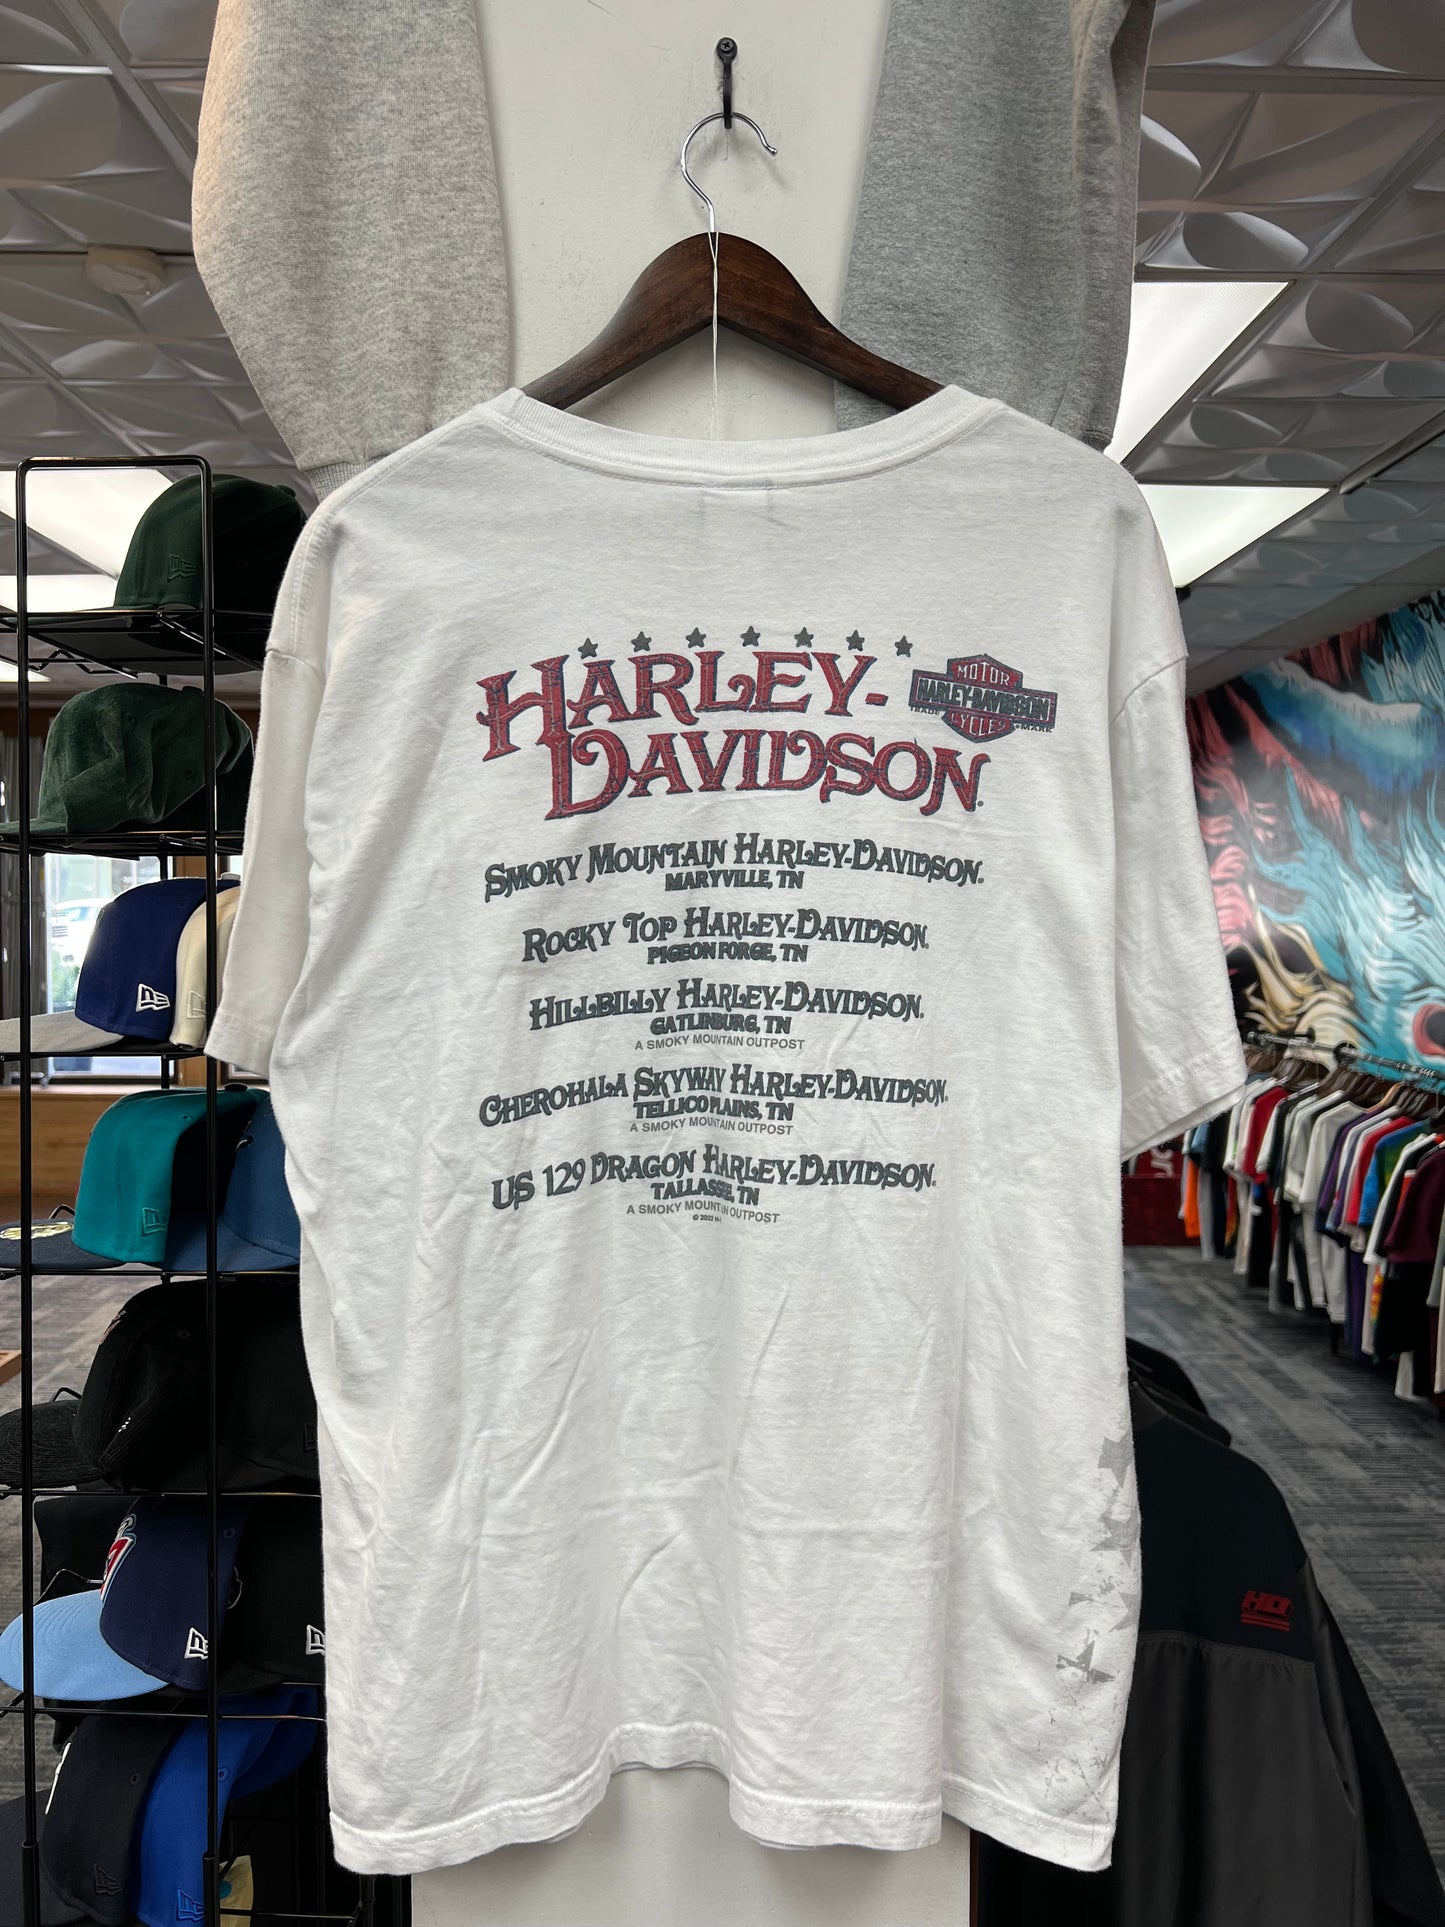 HARLEY-
DAVIDSON
MOTOR
HARLEY-DAVIDSON
CYCLES
TRADE MARK
SMOKY MOUNTAIN HARLEY-DAVIDSON.
MARYVILLE, TN
ROCKY TOP HARLEY-DAVIDSON.
PIGEON FORGE, TN
HILLBILLY HARLEY-DAVIDSON.
GATLINBURG, TN
A SMOKY MOUNTAIN OUTPOST
CHEROHALA SKYWAY HARLEY-DAVIDSON.
TELLICO PLAINS, TN
A SMOKY MOUNTAIN OUTPOST
US 129 DRAGON HARLEY-DAVIDSON.
TALLASSEE, TN
A SMOKY MOUNTAIN OUTPOST
© 2022 H-